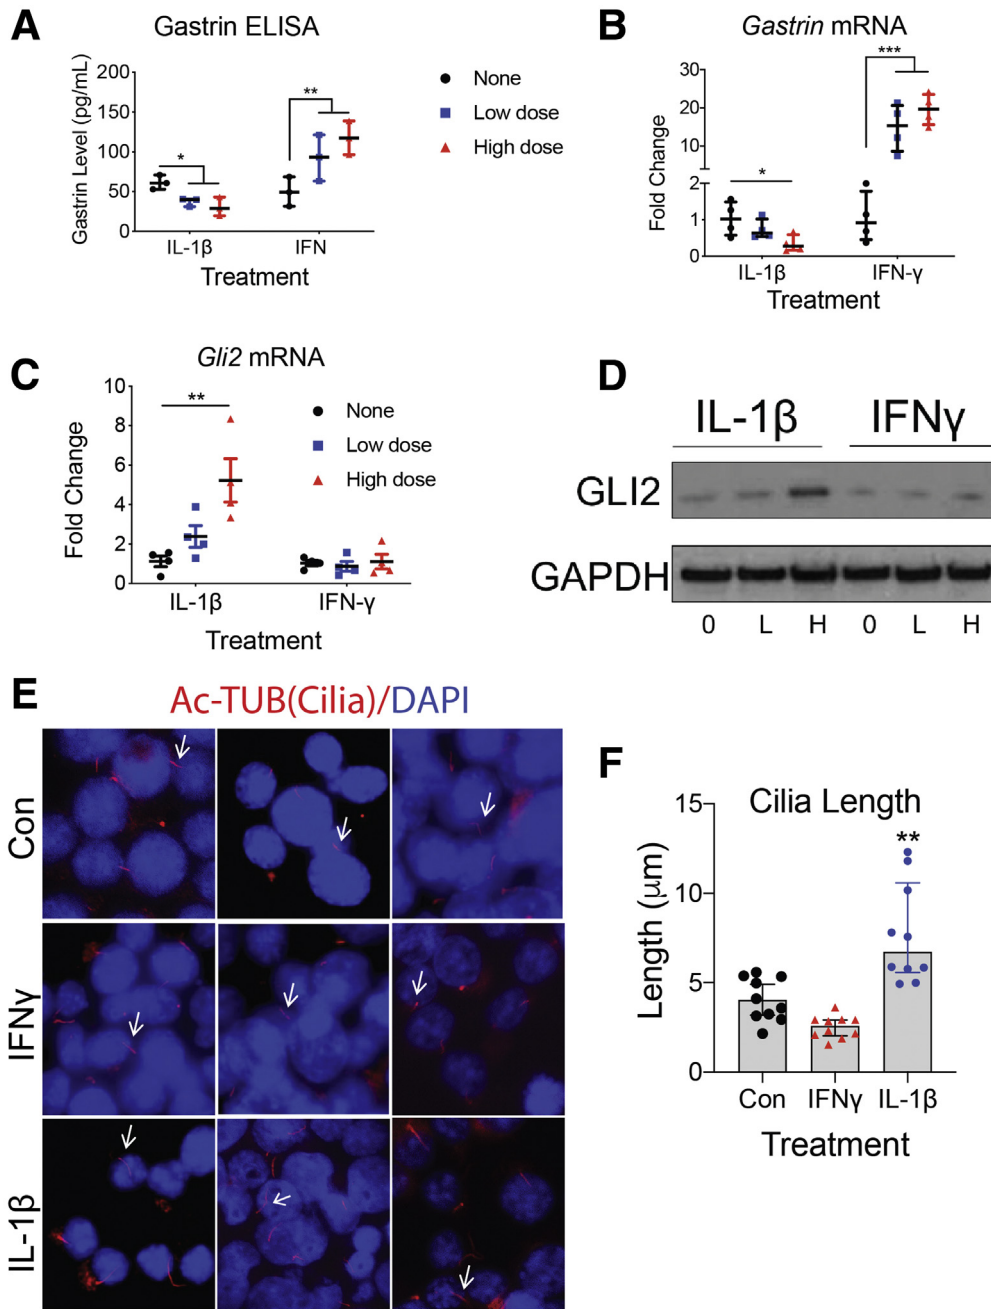 A
Gastrin ELISA
Gastrin Level (pg/mL)
200
150
100
50
0
*
**
IL-1β
IFN
Treatment
None
Low dose
High dose
B
Gastrin mRNA
Fold Change
30
20
10
2
1
0
*
***
IL-1β
IFN-γ
Treatment
C
Gli2 mRNA
Fold Change
10
8
6
4
2
0
**
IL-1β
IFN-γ
Treatment
None
Low dose
High dose
D
IL-1β
IFNγ
GLI2
GAPDH
0 L H 0 L H
E
Ac-TUB(Cilia)/DAPI
Con
IFNγ
IL-1β
F
Cilia Length
Length (μm)
15
10
5
0
**
Con IFNγ IL-1β
Treatment